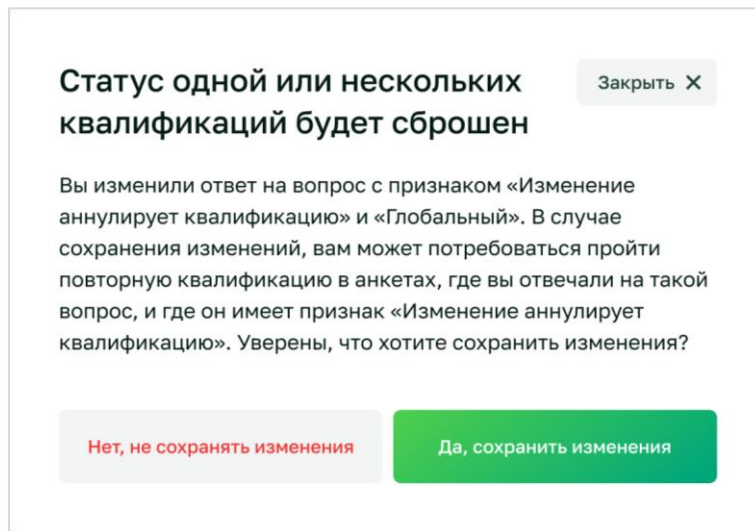 Статус одной или нескольких
квалификаций будет сброшен
Закрыть ✕
Вы изменили ответ на вопрос с признаком «Изменение
аннулирует квалификацию» и «Глобальный». В случае
сохранения изменений, вам может потребоваться пройти
повторную квалификацию в анкетах, где вы отвечали на такой
вопрос, и где он имеет признак «Изменение аннулирует
квалификацию». Уверены, что хотите сохранить изменения?
Нет, не сохранять изменения
Да, сохранить изменения